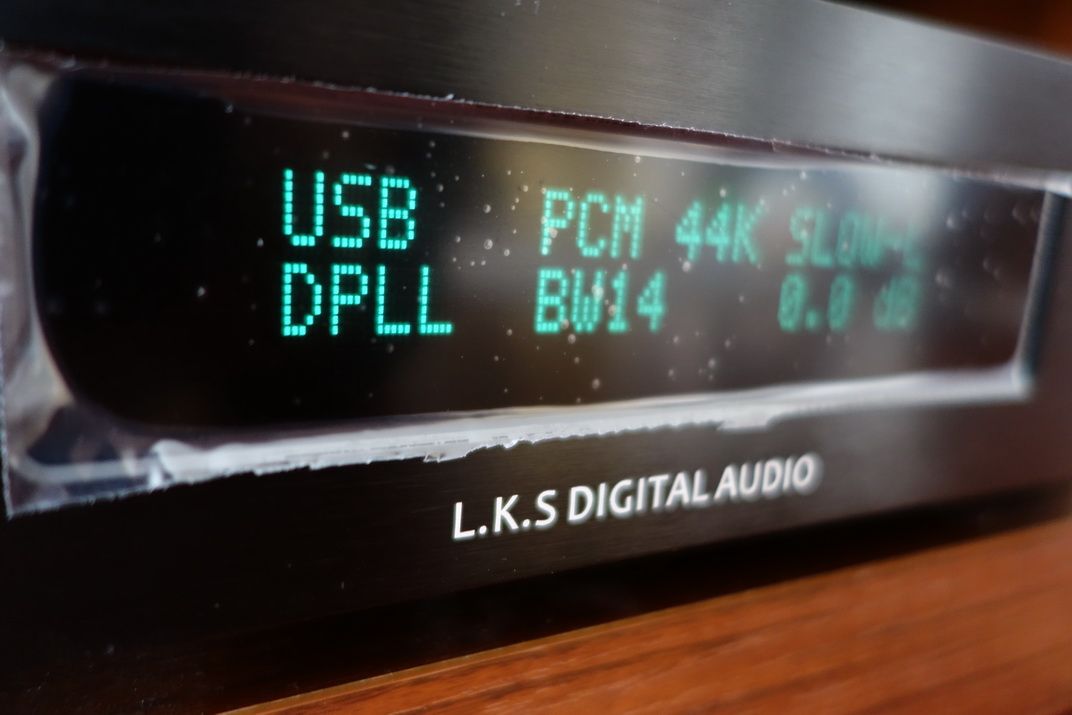 USB PCM 44K
DPLL BW14 0.0 dB
L.K.S DIGITAL AUDIO